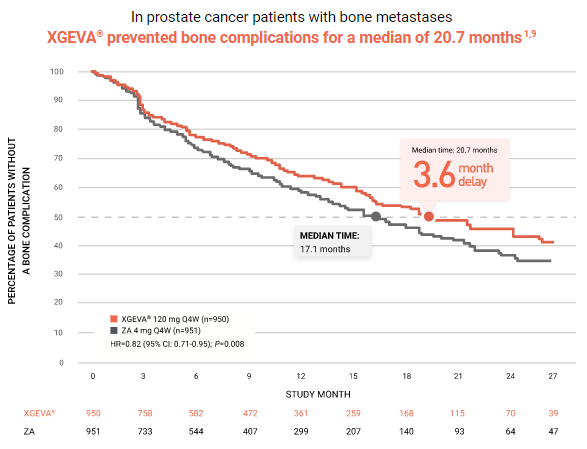 In prostate cancer patients with bone metastases
XGEVA® prevented bone complications for a median of 20.7 months1,9
PERCENTAGE OF PATIENTS WITHOUT
A BONE COMPLICATION
100
90
80
70
60
50
40
30
20
10
0
Median time: 20.7 months
3.6 month
delay
MEDIAN TIME:
17.1 months
XGEVA® 120 mg Q4W (n=950)
ZA 4 mg Q4W (n=951)
HR=0.82 (95% CI: 0.71-0.95); P=0.008
0 3 6 9 12 15 18 21 24 27
STUDY MONTH
XGEVA® 950 758 582 472 361 259 168 115 70 39
ZA 951 733 544 407 299 207 140 93 64 47